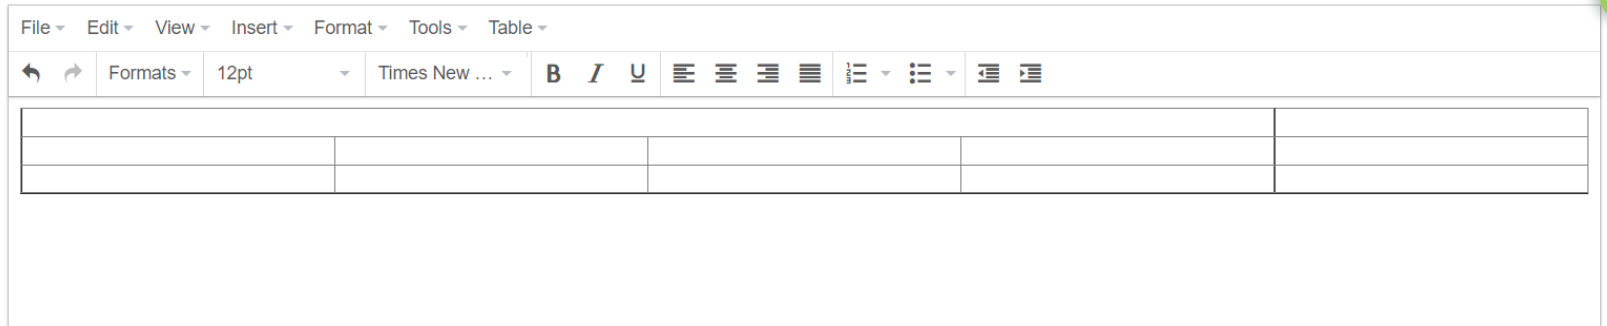 File Edit View Insert Format Tools Table
Formats 12pt Times New ... B I U